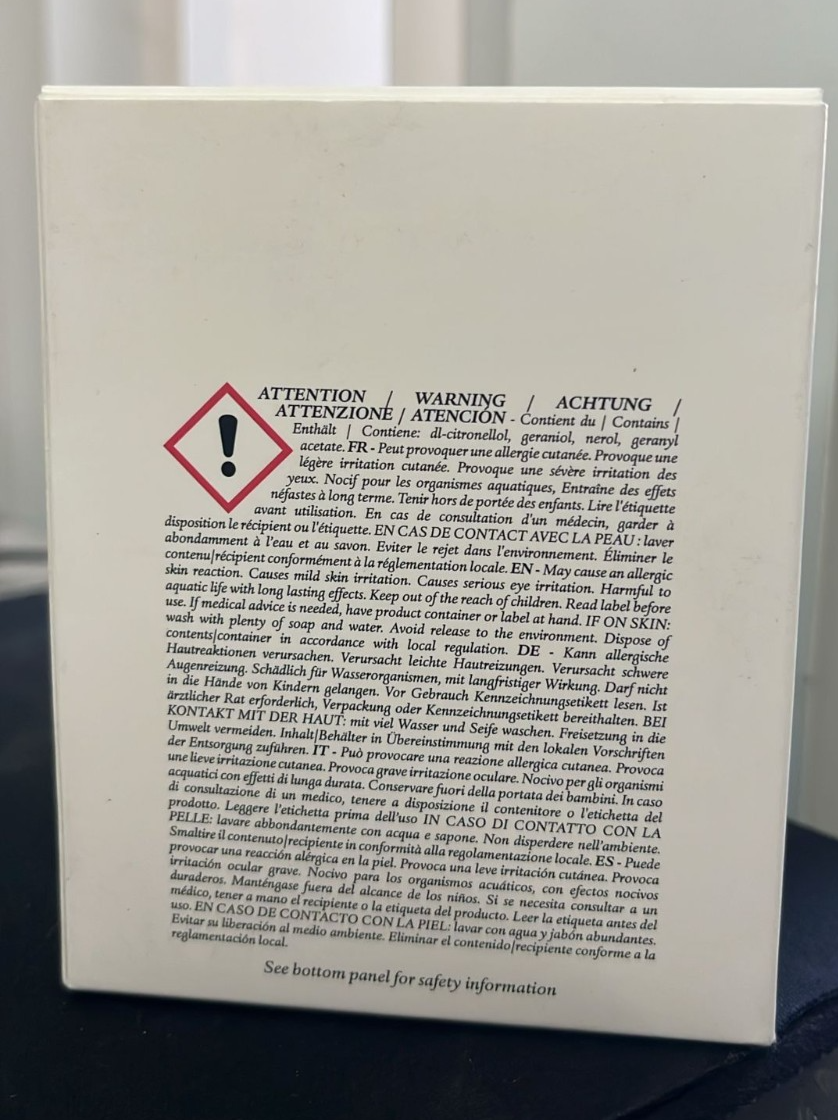 ATTENTION / WARNING / ACHTUNG /
ATTENZIONE / ATENCIÓN - Contient du | Contains |
Enthält | Contiene: dl-citronellol, geraniol, nerol, geranyl
acetate. FR - Peut provoquer une allergie cutanée. Provoque une
légère irritation cutanée. Provoque une sévère irritation des
yeux. Nocif pour les organismes aquatiques, Entraîne des effets
néfastes à long terme. Tenir hors de portée des enfants. Lire l'étiquette
avant utilisation. En cas de consultation d'un médecin, garder à
disposition le récipient ou l'étiquette. EN CAS DE CONTACT AVEC LA PEAU : laver
abondamment à l'eau et au savon. Eviter le rejet dans l'environnement. Éliminer le
contenu|récipient conformément à la réglementation locale. EN - May cause an allergic
skin reaction. Causes mild skin irritation. Causes serious eye irritation. Harmful to
aquatic life with long lasting effects. Keep out of the reach of children. Read label before
use. If medical advice is needed, have product container or label at hand. IF ON SKIN:
wash with plenty of soap and water. Avoid release to the environment. Dispose of
contents|container in accordance with local regulation. DE - Kann allergische
Hautreaktionen verursachen. Verursacht leichte Hautreizungen. Verursacht schwere
Augenreizung. Schädlich für Wasserorganismen, mit langfristiger Wirkung. Darf nicht
in die Hände von Kindern gelangen. Vor Gebrauch Kennzeichnungsetikett lesen. Ist
ärztlicher Rat erforderlich, Verpackung oder Kennzeichnungsetikett bereithalten. BEI
KONTAKT MIT DER HAUT: mit viel Wasser und Seife waschen. Freisetzung in die
Umwelt vermeiden. Inhalt|Behälter in Übereinstimmung mit den lokalen Vorschriften
der Entsorgung zuführen. IT - Può provocare una reazione allergica cutanea. Provoca
une lieve irritazione cutanea. Provoca grave irritazione oculare. Nocivo per gli organismi
acquatici con effetti di lunga durata. Conservare fuori della portata dei bambini. In caso
di consultazione di un medico, tenere a disposizione il contenitore o l'etichetta del
prodotto. Leggere l'etichetta prima dell'uso IN CASO DI CONTATTO CON LA
PELLE: lavare abbondantemente con acqua e sapone. Non disperdere nell'ambiente.
Smaltire il contenuto|recipiente in conformità alla regolamentazione locale. ES - Puede
provocar una reacción alérgica en la piel. Provoca una leve irritación cutánea. Provoca
irritación ocular grave. Nocivo para los organismos acuáticos, con efectos nocivos
duraderos. Manténgase fuera del alcance de los niños. Si se necesita consultar a un
médico, tener a mano el recipiente o la etiqueta del producto. Leer la etiqueta antes del
uso. EN CASO DE CONTACTO CON LA PIEL: lavar con agua y jabón abundantes.
Evitar su liberación al medio ambiente. Eliminar el contenido|recipiente conforme a la
reglamentación local.
See bottom panel for safety information